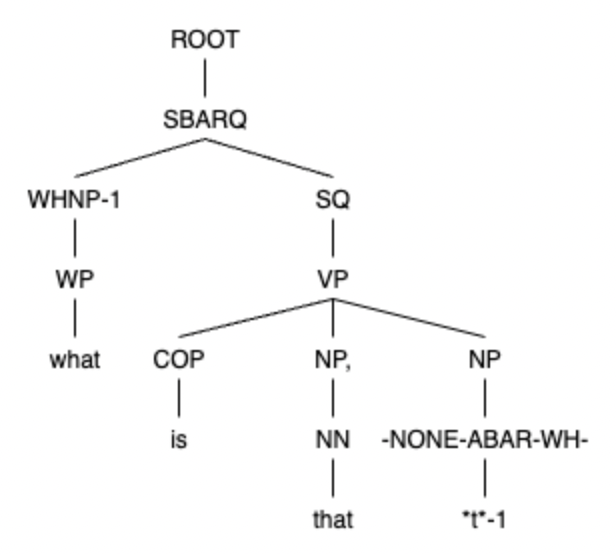 ROOT
SBARQ
WHNP-1 SQ
WP VP
what COP NP, NP
is NN -NONE-ABAR-WH-
that *t*-1